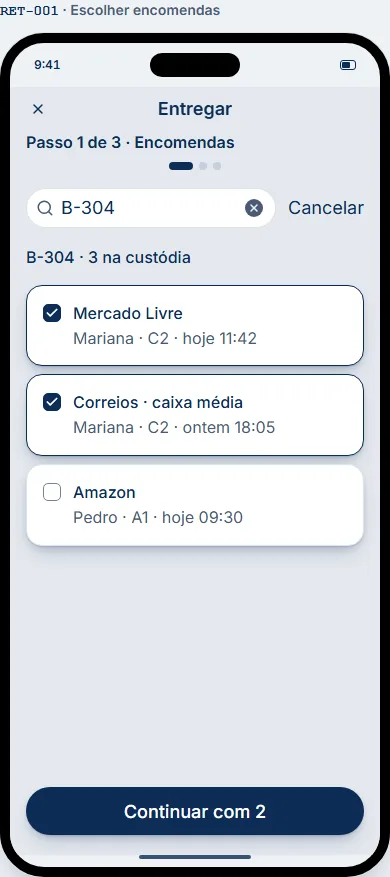 RET-001 · Escolher encomendas
9:41
Entregar
Passo 1 de 3 · Encomendas
B-304
Cancelar
B-304 · 3 na custódia
Mercado Livre
Mariana · C2 · hoje 11:42
Correios · caixa média
Mariana · C2 · ontem 18:05
Amazon
Pedro · A1 · hoje 09:30
Continuar com 2